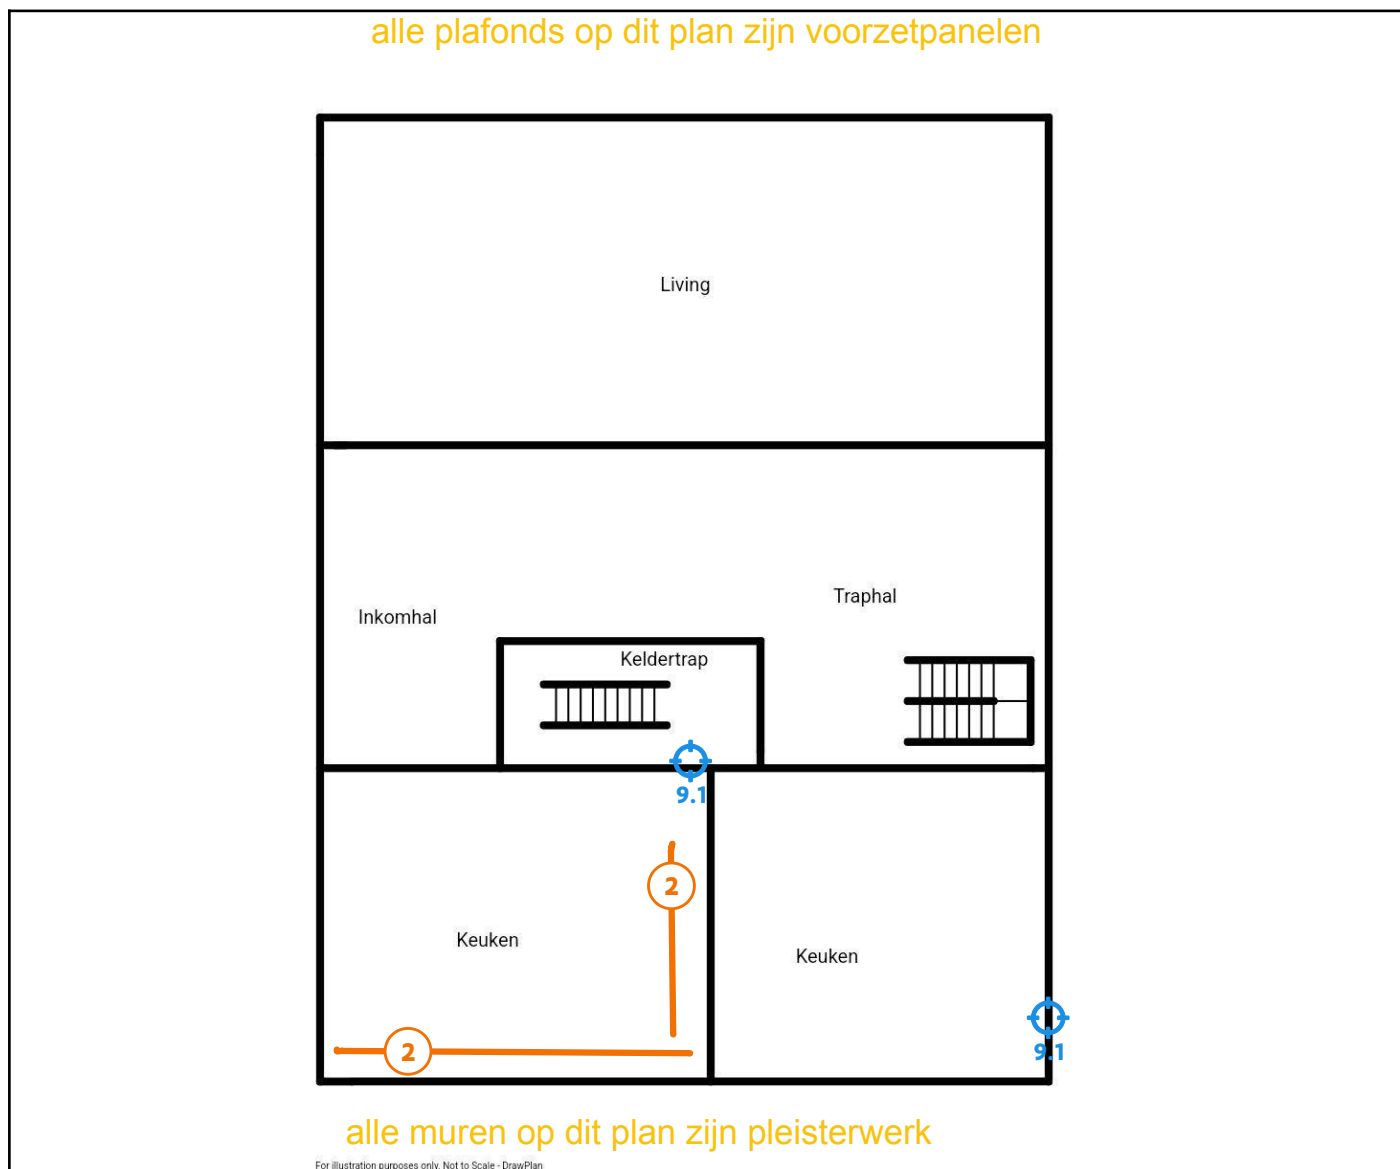 alle plafonds op dit plan zijn voorzetpanelen
Living
Traphal
Inkomhal
Keldertrap
9.1
2
Keuken
Keuken
2
9.1
alle muren op dit plan zijn pleisterwerk
For illustration purposes only. Not to Scale - DrawPlan